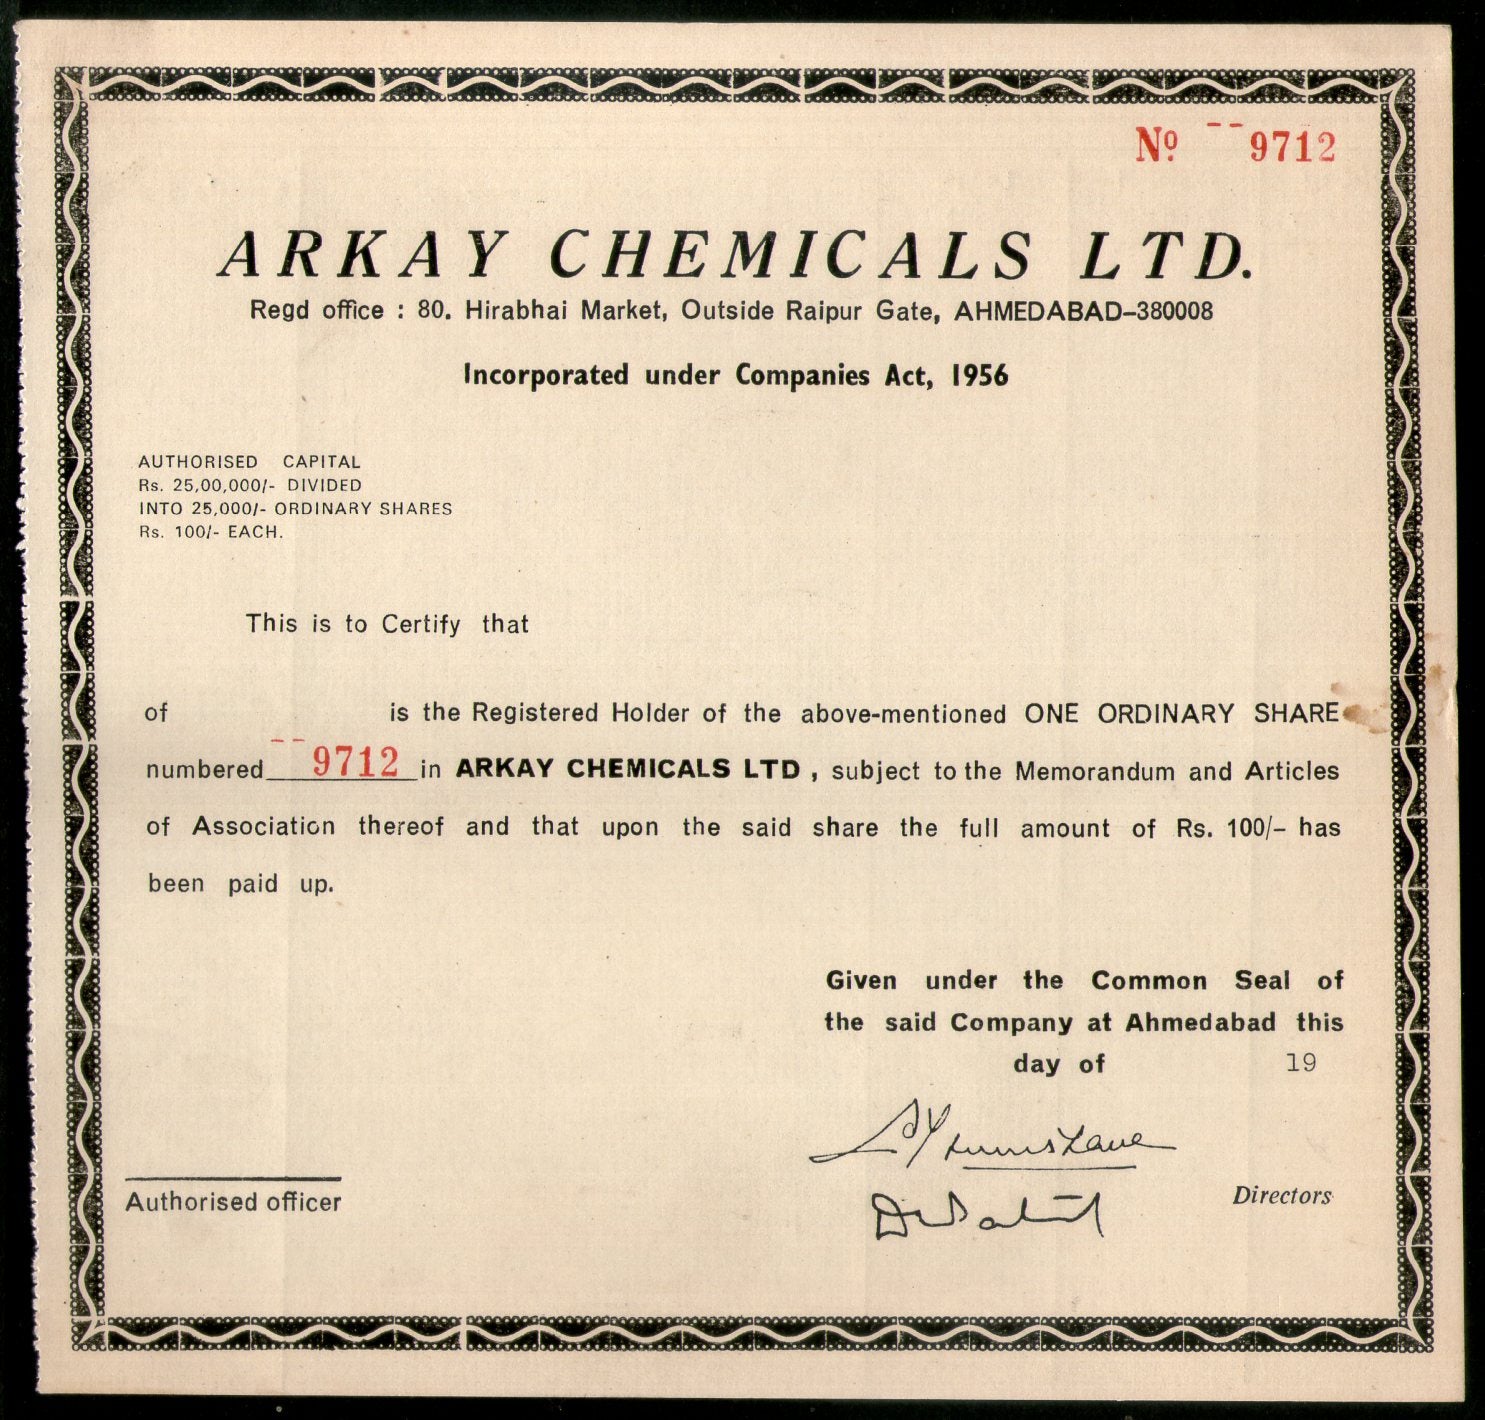 Nº -- 9712
ARKAY CHEMICALS LTD.
Regd office : 80. Hirabhai Market, Outside Raipur Gate, AHMEDABAD-380008
Incorporated under Companies Act, 1956
AUTHORISED CAPITAL
Rs. 25,00,000/- DIVIDED
INTO 25,000/- ORDINARY SHARES
Rs. 100/- EACH.
This is to Certify that
of is the Registered Holder of the above-mentioned ONE ORDINARY SHARE
numbered -- 9712 in ARKAY CHEMICALS LTD , subject to the Memorandum and Articles
of Association thereof and that upon the said share the full amount of Rs. 100/- has
been paid up.
Given under the Common Seal of
the said Company at Ahmedabad this
day of 19
Directors
Authorised officer